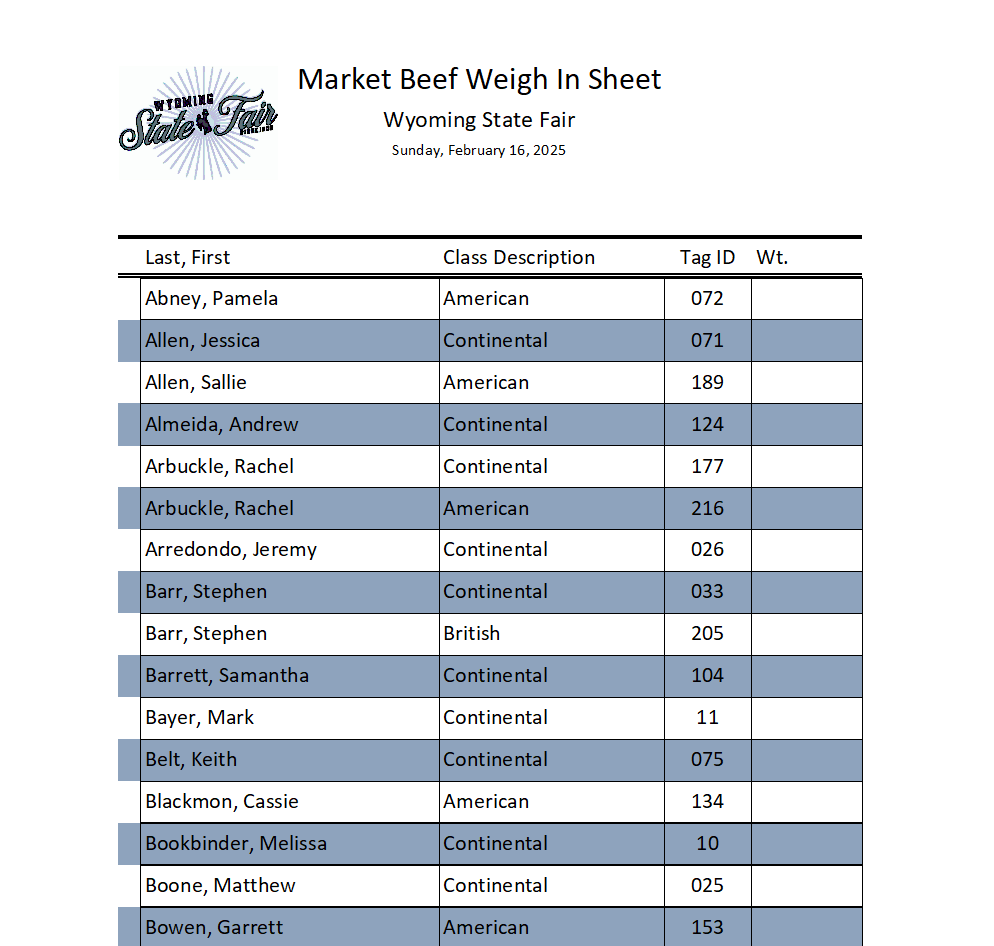 WYOMING
State Fair
Market Beef Weigh In Sheet
Wyoming State Fair
Sunday, February 16, 2025
Last, First Class Description Tag ID Wt.
Abney, Pamela American 072
Allen, Jessica Continental 071
Allen, Sallie American 189
Almeida, Andrew Continental 124
Arbuckle, Rachel Continental 177
Arbuckle, Rachel American 216
Arredondo, Jeremy Continental 026
Barr, Stephen Continental 033
Barr, Stephen British 205
Barrett, Samantha Continental 104
Bayer, Mark Continental 11
Belt, Keith Continental 075
Blackmon, Cassie American 134
Bookbinder, Melissa Continental 10
Boone, Matthew Continental 025
Bowen, Garrett American 153